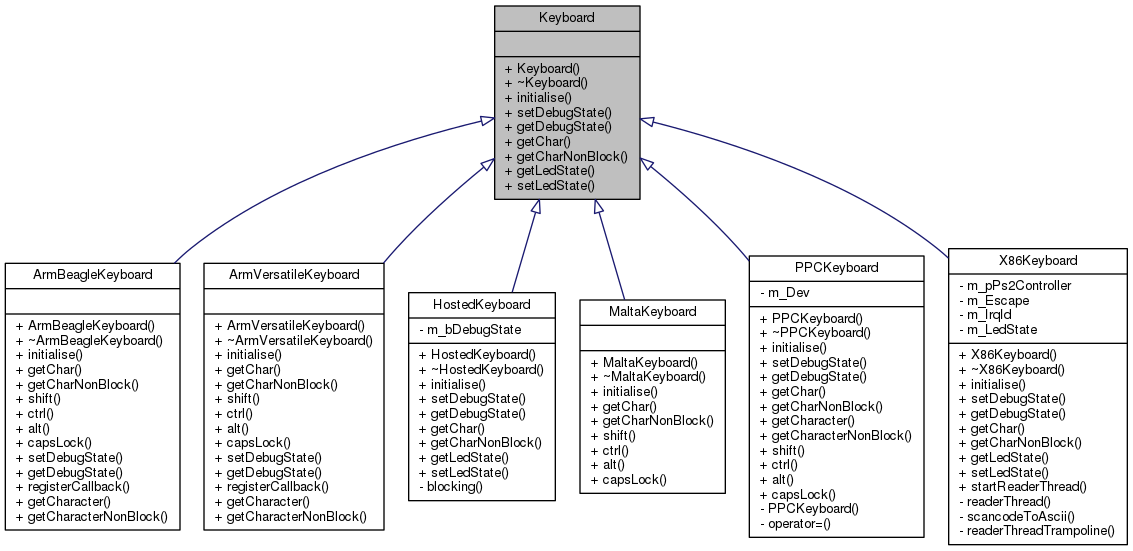 Keyboard
+ Keyboard()
+ ~Keyboard()
+ initialise()
+ setDebugState()
+ getDebugState()
+ getChar()
+ getCharNonBlock()
+ getLedState()
+ setLedState()
ArmBeagleKeyboard
+ ArmBeagleKeyboard()
+ ~ArmBeagleKeyboard()
+ initialise()
+ getChar()
+ getCharNonBlock()
+ shift()
+ ctrl()
+ alt()
+ capsLock()
+ setDebugState()
+ getDebugState()
+ registerCallback()
+ getCharacter()
+ getCharacterNonBlock()
ArmVersatileKeyboard
+ ArmVersatileKeyboard()
+ ~ArmVersatileKeyboard()
+ initialise()
+ getChar()
+ getCharNonBlock()
+ shift()
+ ctrl()
+ alt()
+ capsLock()
+ setDebugState()
+ getDebugState()
+ registerCallback()
+ getCharacter()
+ getCharacterNonBlock()
HostedKeyboard
- m_bDebugState
+ HostedKeyboard()
+ ~HostedKeyboard()
+ initialise()
+ setDebugState()
+ getDebugState()
+ getChar()
+ getCharNonBlock()
+ getLedState()
+ setLedState()
- blocking()
MaltaKeyboard
+ MaltaKeyboard()
+ ~MaltaKeyboard()
+ initialise()
+ getChar()
+ getCharNonBlock()
+ shift()
+ ctrl()
+ alt()
+ capsLock()
PPCKeyboard
- m_Dev
+ PPCKeyboard()
+ ~PPCKeyboard()
+ initialise()
+ setDebugState()
+ getDebugState()
+ getChar()
+ getCharNonBlock()
+ getCharacter()
+ getCharacterNonBlock()
+ shift()
+ ctrl()
+ alt()
+ capsLock()
- PPCKeyboard()
- operator=()
X86Keyboard
- m_pPs2Controller
- m_Escape
- m_IrqId
- m_LedState
+ X86Keyboard()
+ ~X86Keyboard()
+ initialise()
+ setDebugState()
+ getDebugState()
+ getChar()
+ getCharNonBlock()
+ getLedState()
+ setLedState()
+ startReaderThread()
- readerThread()
- scancodeToAscii()
- readerThreadTrampoline()